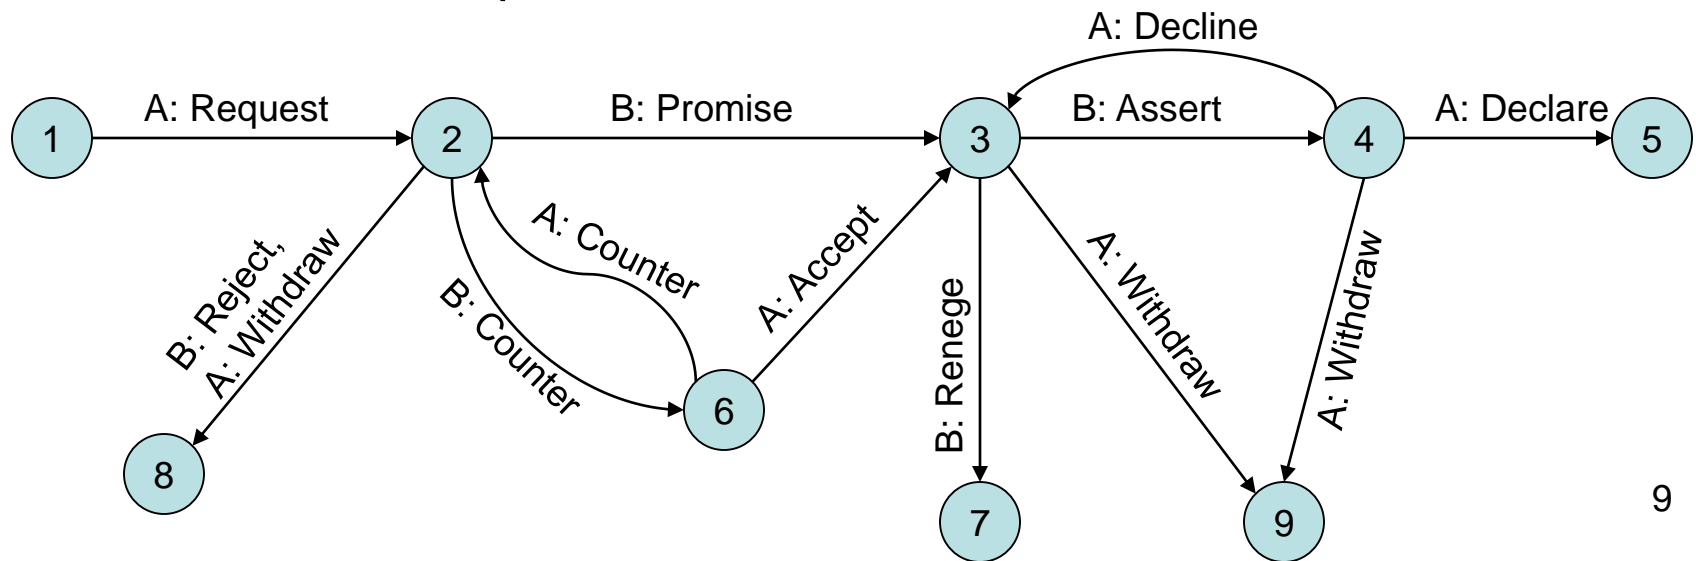 A: Decline
A: Request
B: Promise
B: Assert
A: Declare
1
2
3
4
5
A: Counter
A: Accept
B: Reject,
A: Withdraw
B: Counter
B: Renege
A: Withdraw
A: Withdraw
6
8
7
9
9